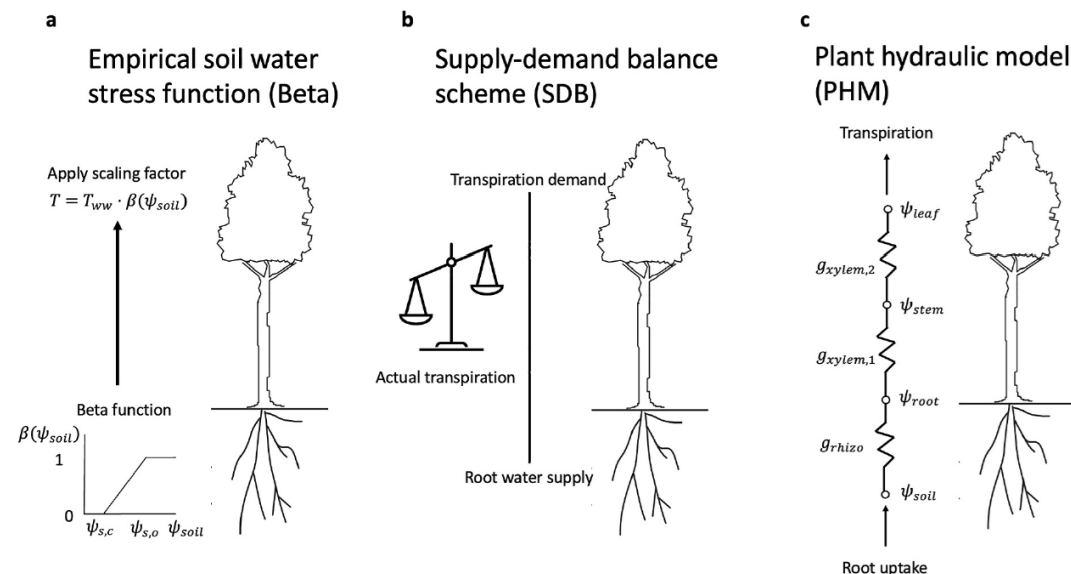 a
Empirical soil water
stress function (Beta)
Apply scaling factor
T = T_ww · β(ψ_soil)
Beta function
β(ψ_soil)
1
0
ψ_s,c ψ_s,o ψ_soil
b
Supply-demand balance
scheme (SDB)
Transpiration demand
Actual transpiration
Root water supply
c
Plant hydraulic model
(PHM)
Transpiration
ψ_leaf
g_xylem,2
ψ_stem
g_xylem,1
ψ_root
g_rhizo
ψ_soil
Root uptake